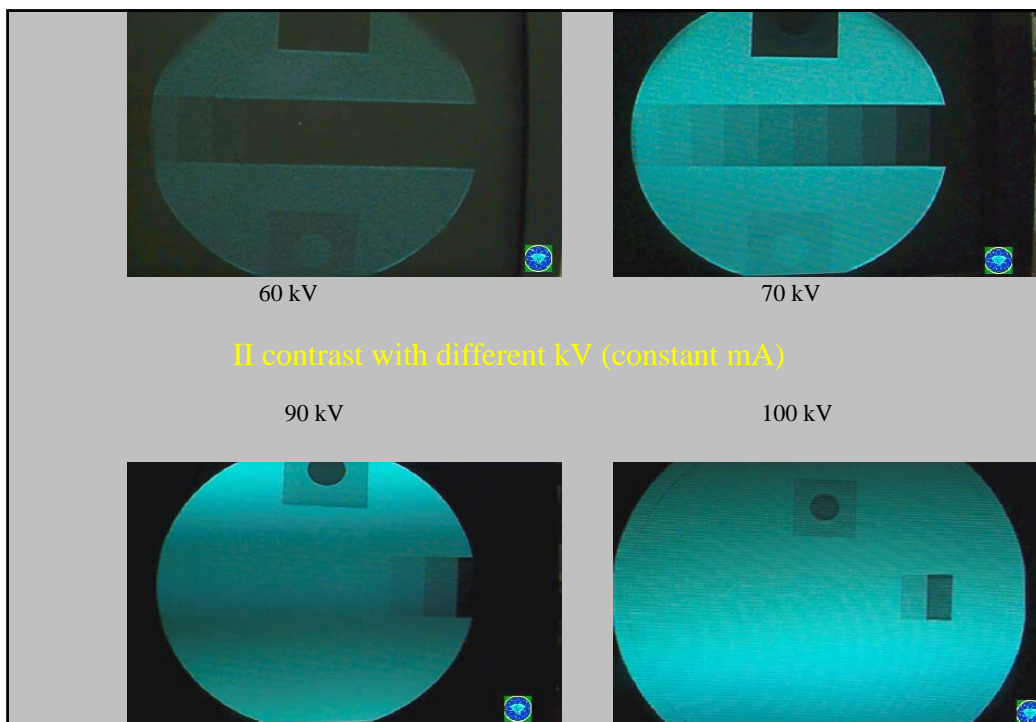 60 kV
70 kV
II contrast with different kV (constant mA)
90 kV
100 kV